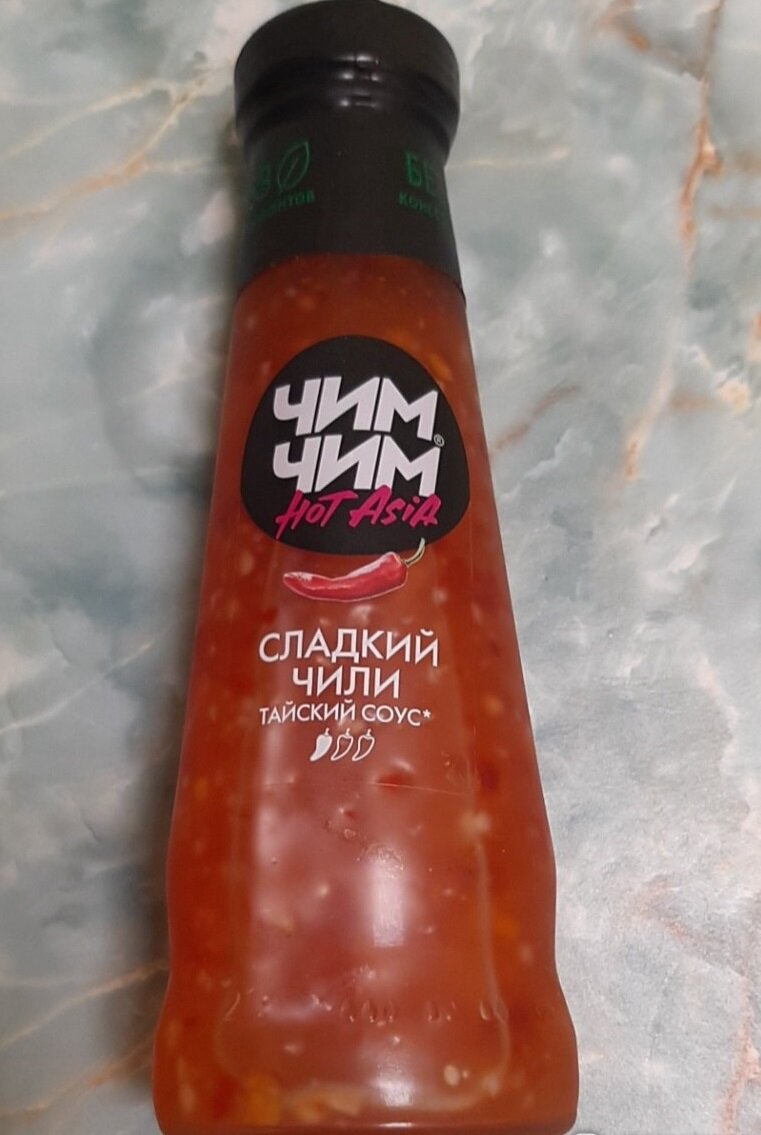 ЧИМ
ЧИМ®
HOT ASiA
СЛАДКИЙ
ЧИЛИ
ТАЙСКИЙ СОУС*